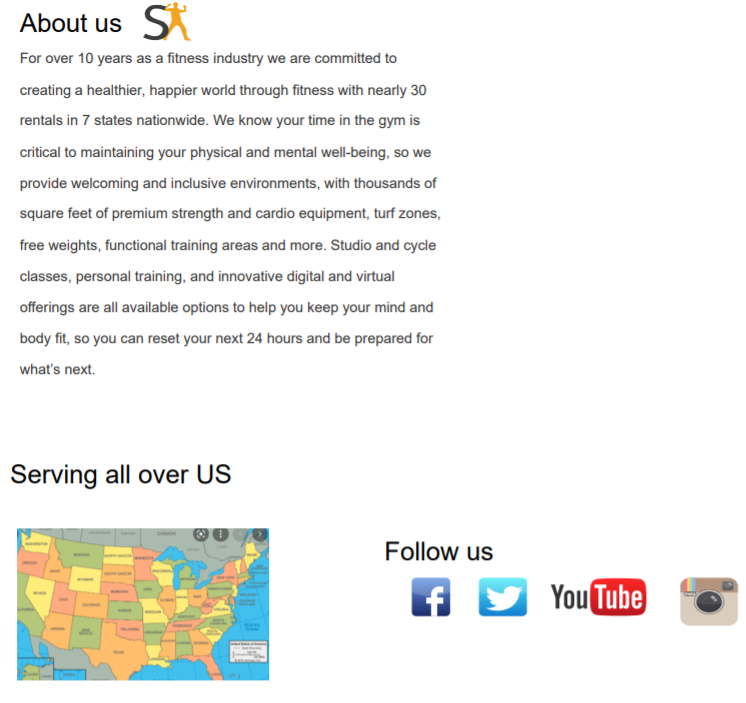 About us
For over 10 years as a fitness industry we are committed to
creating a healthier, happier world through fitness with nearly 30
rentals in 7 states nationwide. We know your time in the gym is
critical to maintaining your physical and mental well-being, so we
provide welcoming and inclusive environments, with thousands of
square feet of premium strength and cardio equipment, turf zones,
free weights, functional training areas and more. Studio and cycle
classes, personal training, and innovative digital and virtual
offerings are all available options to help you keep your mind and
body fit, so you can reset your next 24 hours and be prepared for
what's next.
Serving all over US
CANADA
TEXAS
Follow us
f
YouTube